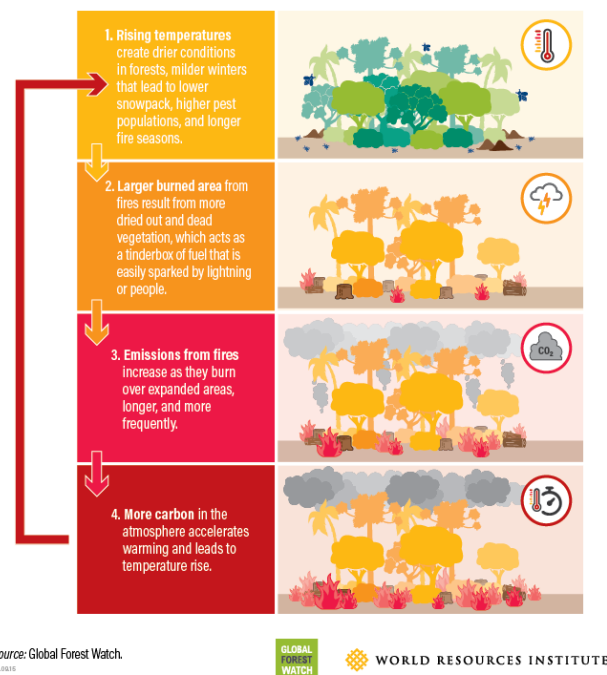 1. Rising temperatures
create drier conditions
in forests, milder winters
that lead to lower
snowpack, higher pest
populations, and longer
fire seasons.
2. Larger burned area from
fires result from more
dried out and dead
vegetation, which acts as
a tinderbox of fuel that is
easily sparked by lightning
or people.
3. Emissions from fires
increase as they burn
over expanded areas,
longer, and more
frequently.
CO₂
4. More carbon in the
atmosphere accelerates
warming and leads to
temperature rise.
ource: Global Forest Watch.
GLOBAL
FOREST
WATCH
WORLD RESOURCES INSTITUTE